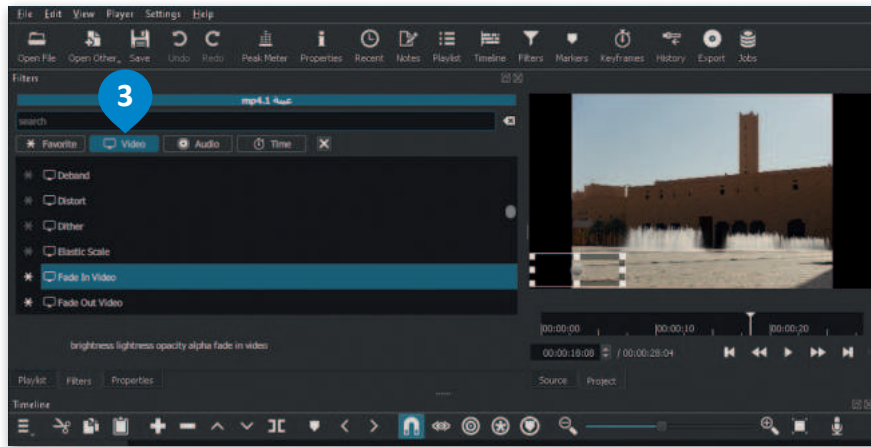 File Edit View Player Settings Help
Open File Open Other... Save Undo Redo Peak Meter Properties Recent Notes Playlist Timeline Filters Markers Keyframes History Export Jobs
Filters
3
عينة 1.mp4
search
Favorite Video Audio Time
Deband
Distort
Dither
Elastic Scale
Fade In Video
Fade Out Video
brightness lightness opacity alpha fade in video
Playlist Filters Properties
00:00:00 00:00:10 00:00:20
00:00:18:08 / 00:00:28:04
Source Project
Timeline